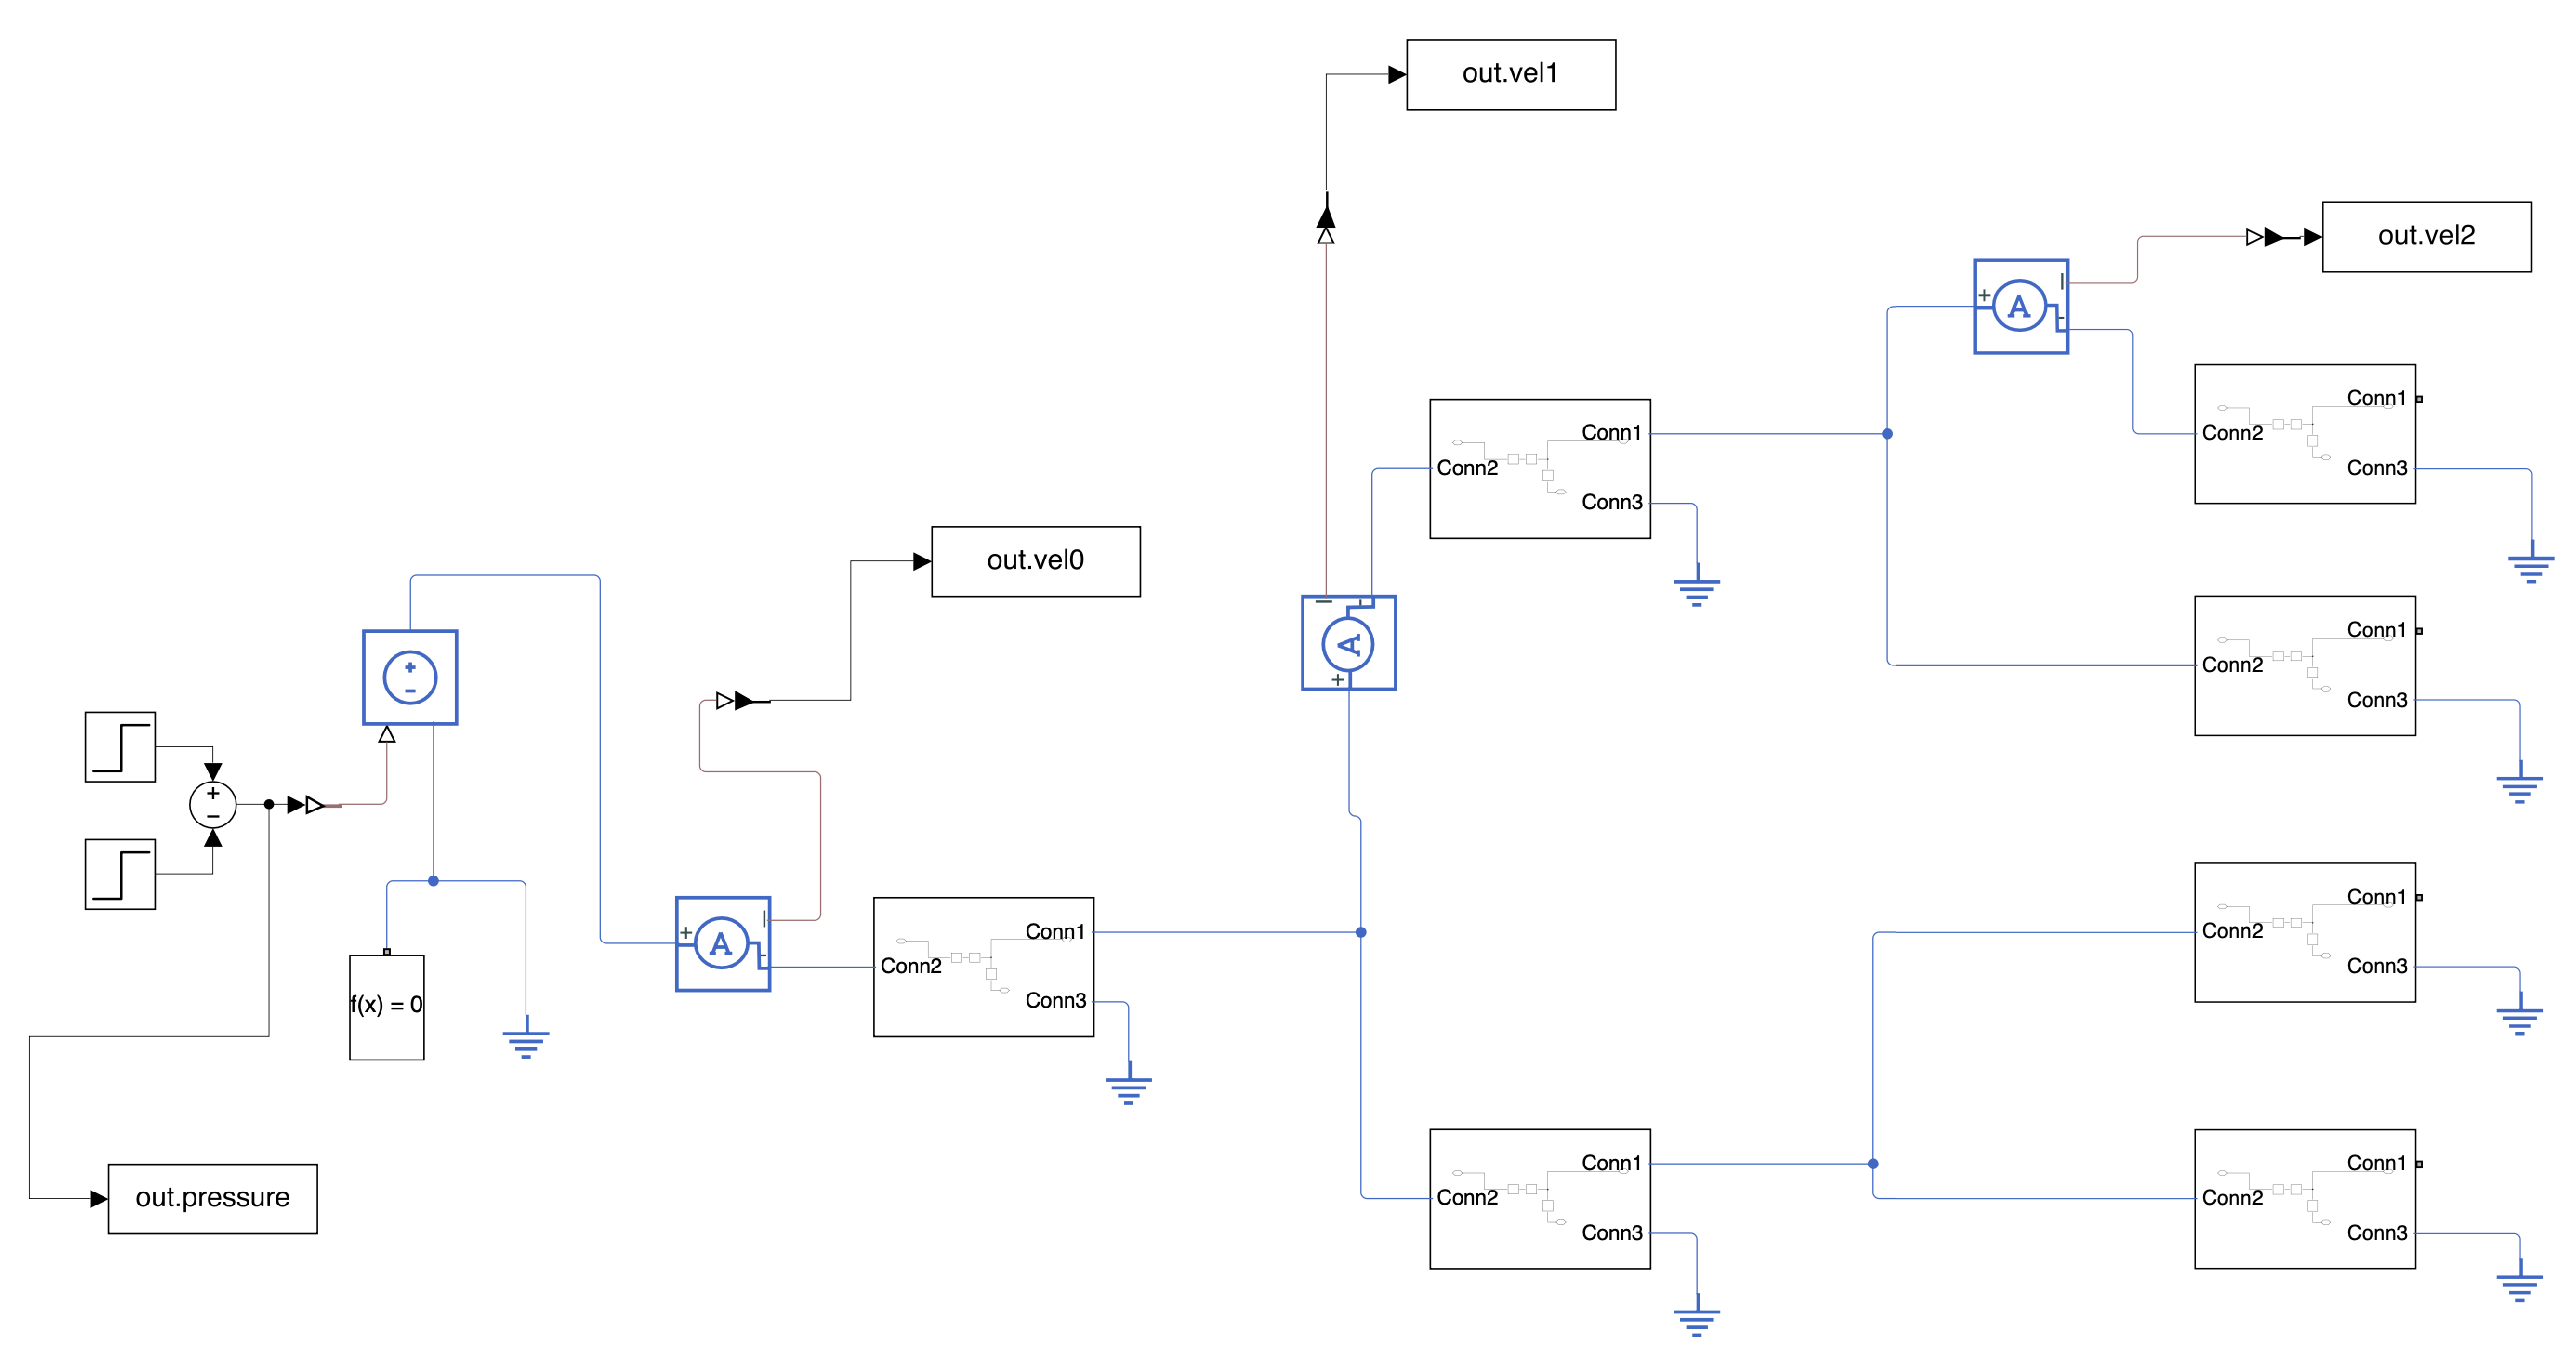 out.vel1
out.vel2
Conn1
Conn2
Conn3
A
+
-
Conn1
Conn2
Conn3
out.vel0
A
+
-
Conn1
Conn2
Conn3
+
-
+
-
A
+
-
Conn1
Conn2
Conn3
Conn1
Conn2
Conn3
f(x) = 0
out.pressure
Conn1
Conn2
Conn3
Conn1
Conn2
Conn3